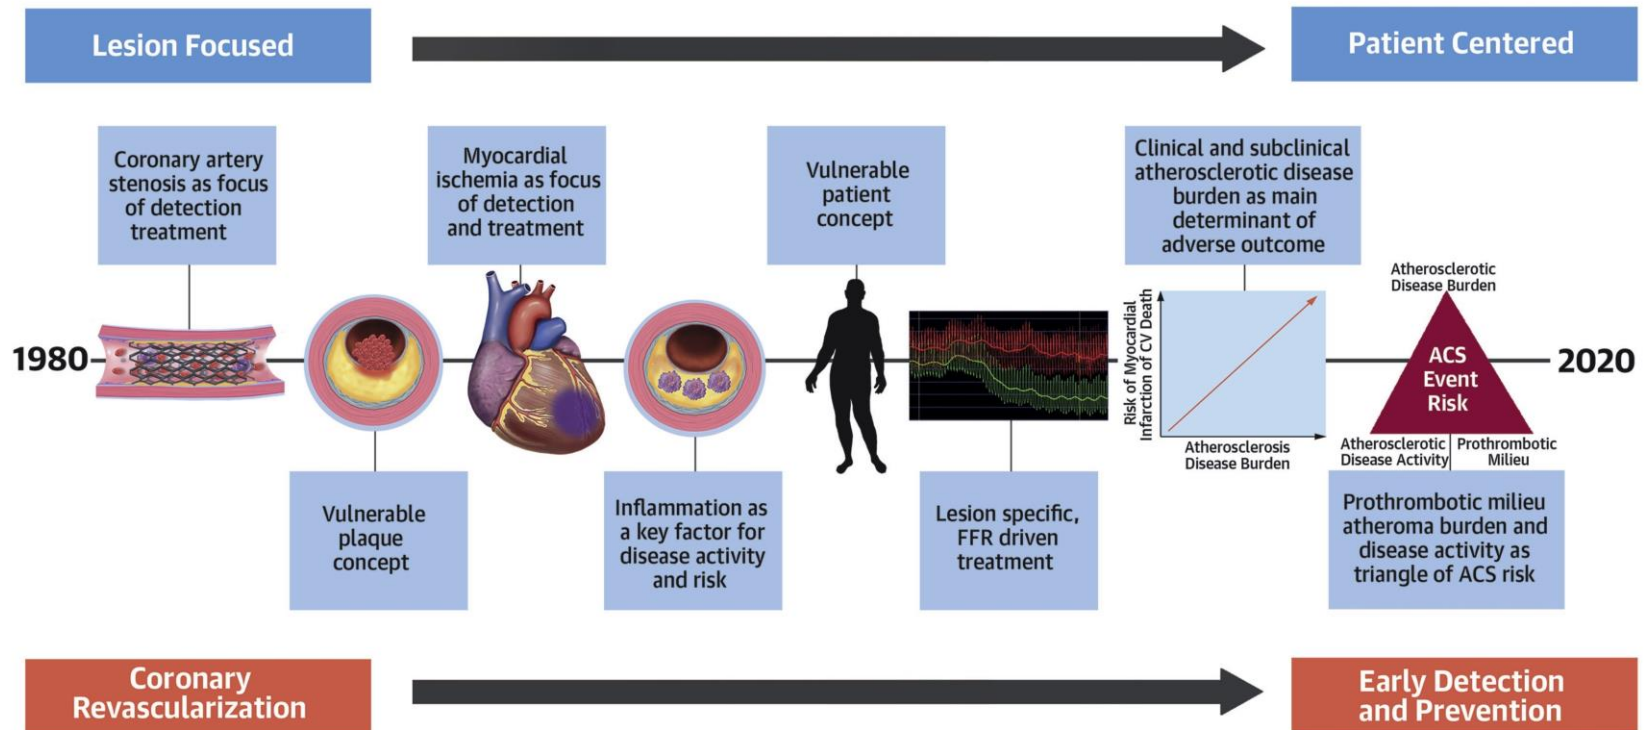 Lesion Focused
Patient Centered
Coronary artery
stenosis as focus
of detection
treatment
Myocardial
ischemia as focus
of detection
and treatment
Vulnerable
patient
concept
Clinical and subclinical
atherosclerotic disease
burden as main
determinant of
adverse outcome
1980
2020
Risk of Myocardial
Infarction of CV Death
Atherosclerosis
Disease Burden
Atherosclerotic
Disease Burden
ACS
Event
Risk
Atherosclerotic
Disease Activity
Prothrombotic
Milieu
Vulnerable
plaque
concept
Inflammation as
a key factor for
disease activity
and risk
Lesion specific,
FFR driven
treatment
Prothrombotic milieu
atheroma burden and
disease activity as
triangle of ACS risk
Coronary
Revascularization
Early Detection
and Prevention